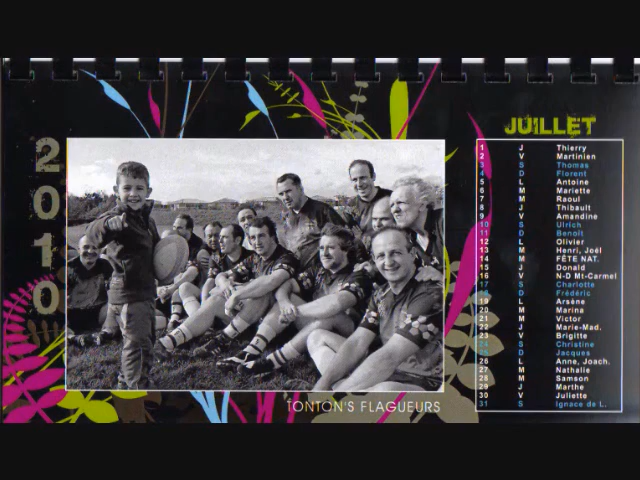 2010
JUILLET
1 J Thierry
2 V Martinien
3 S Thomas
4 D Florent
5 L Antoine
6 M Mariette
7 M Raoul
8 J Thibault
9 V Amandine
10 S Ulrich
11 D Benoît
12 L Olivier
13 M Henri, Joël
14 M FÊTE NAT.
15 J Donald
16 V N-D Mt-Carmel
17 S Charlotte
18 D Frédéric
19 L Arsène
20 M Marina
21 M Victor
22 J Marie-Mad.
23 V Brigitte
24 S Christine
25 D Jacques
26 L Anne, Joach.
27 M Nathalie
28 M Samson
29 J Marthe
30 V Juliette
31 S Ignace de L.
TONTON'S FLAGUEURS